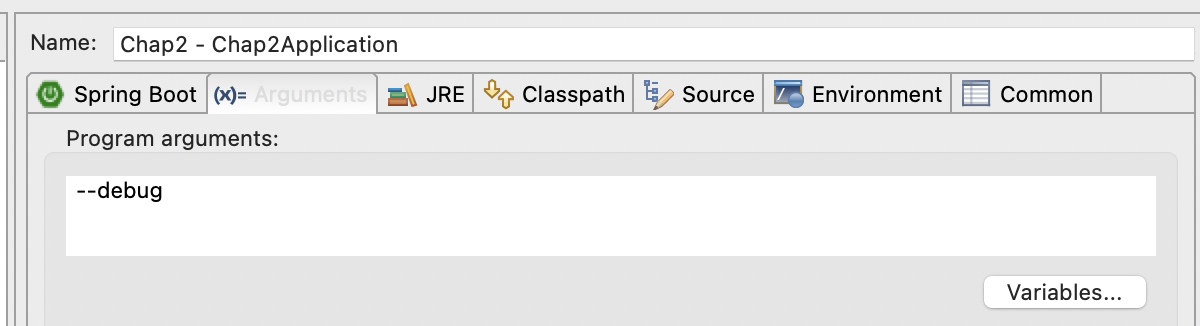 Name: Chap2 - Chap2Application
Spring Boot (x)= Arguments JRE Classpath Source Environment Common
Program arguments:
--debug
Variables...